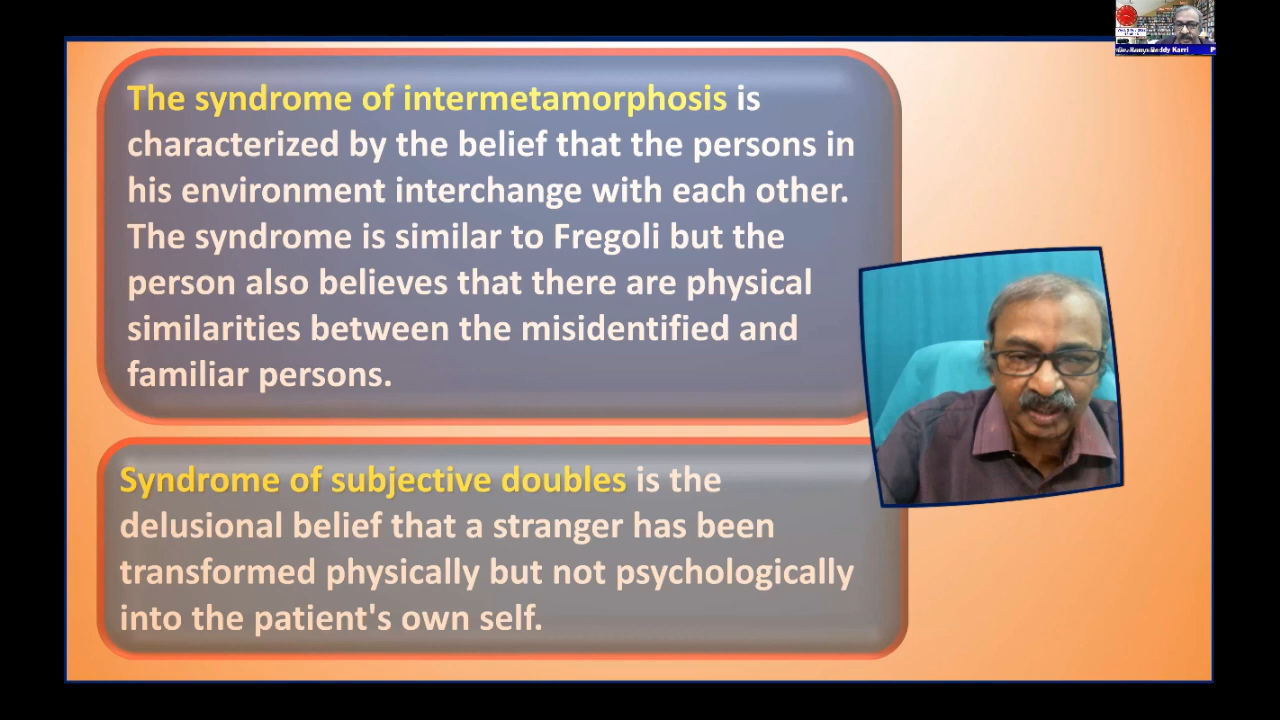 The syndrome of intermetamorphosis is
characterized by the belief that the persons in
his environment interchange with each other.
The syndrome is similar to Fregoli but the
person also believes that there are physical
similarities between the misidentified and
familiar persons.
Syndrome of subjective doubles is the
delusional belief that a stranger has been
transformed physically but not psychologically
into the patient's own self.